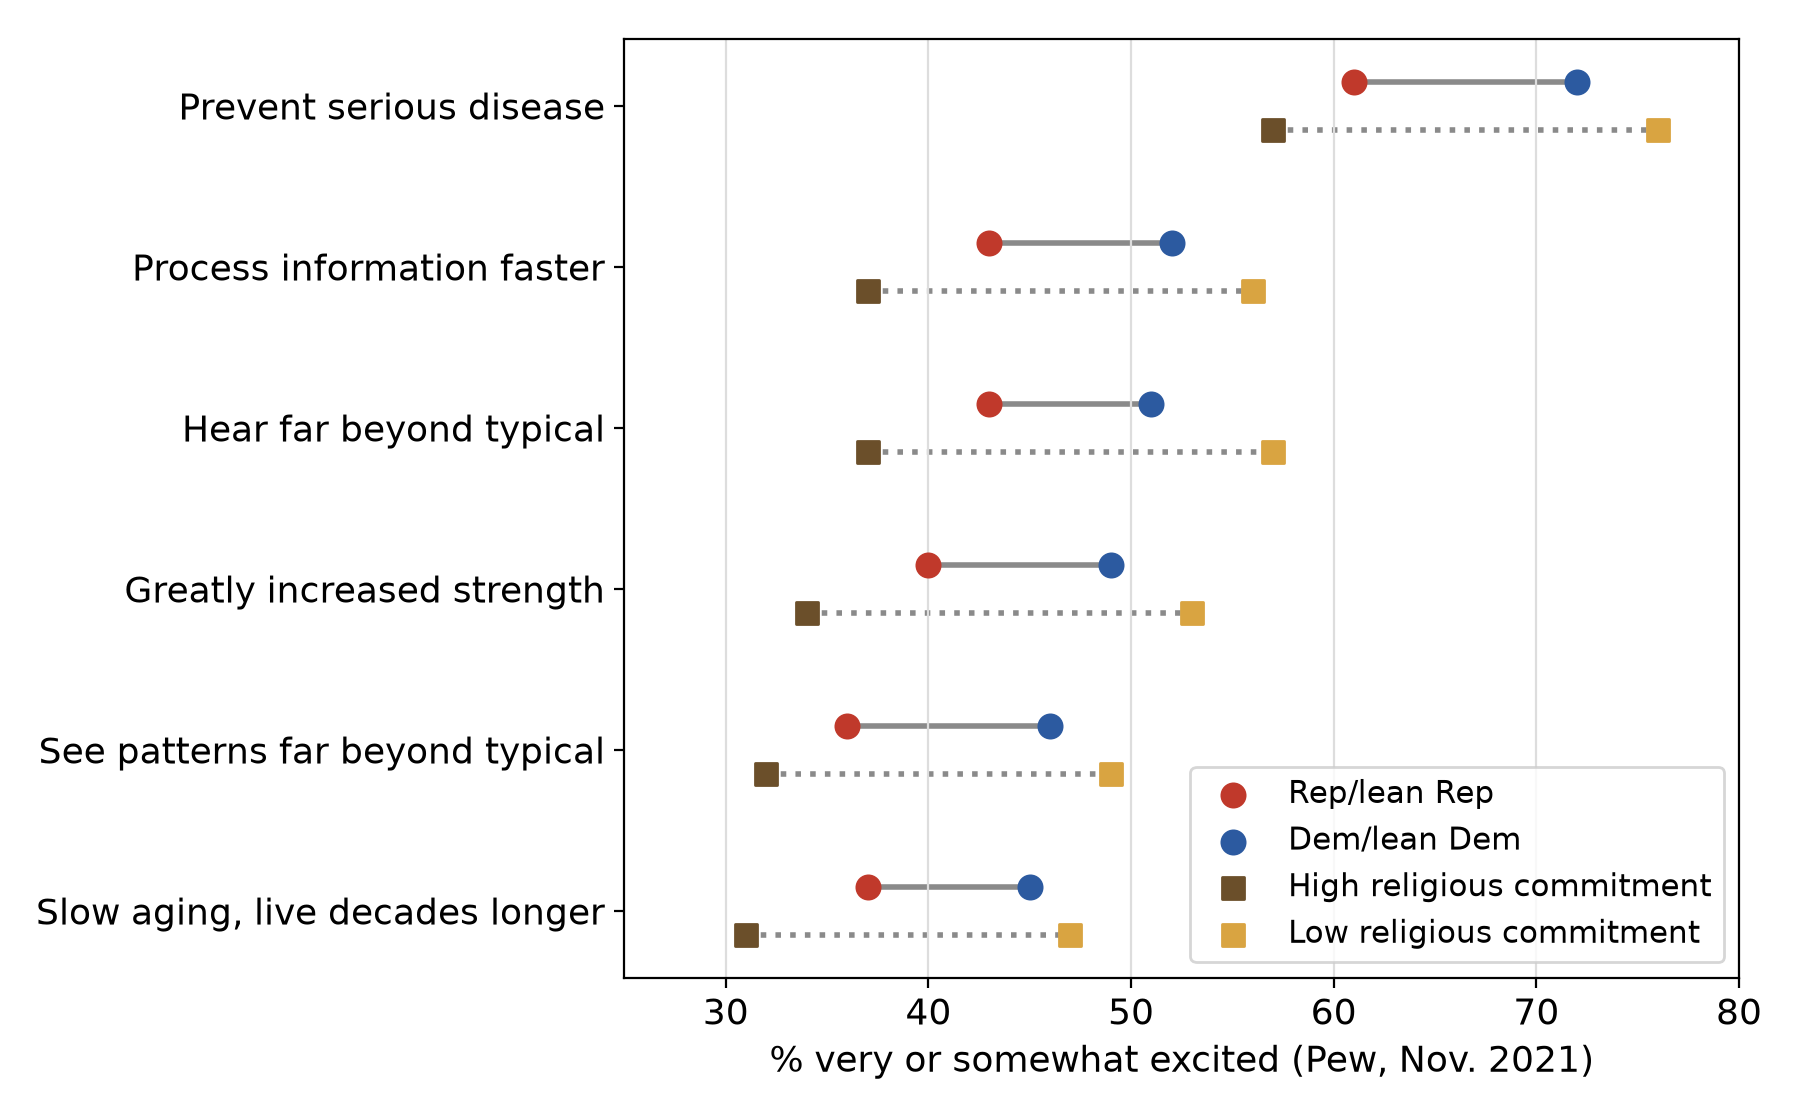 Prevent serious disease
Process information faster
Hear far beyond typical
Greatly increased strength
See patterns far beyond typical
Slow aging, live decades longer
Rep/lean Rep
Dem/lean Dem
High religious commitment
Low religious commitment
30 40 50 60 70 80
% very or somewhat excited (Pew, Nov. 2021)